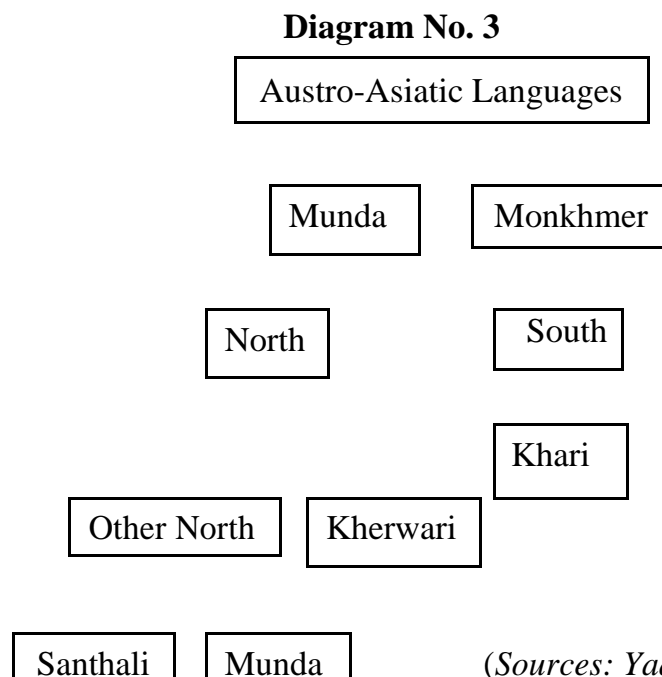 Diagram No. 3
Austro-Asiatic Languages
Munda Monkhmer
North South
Khari
Other North Kherwari
Santhali Munda (Sources: